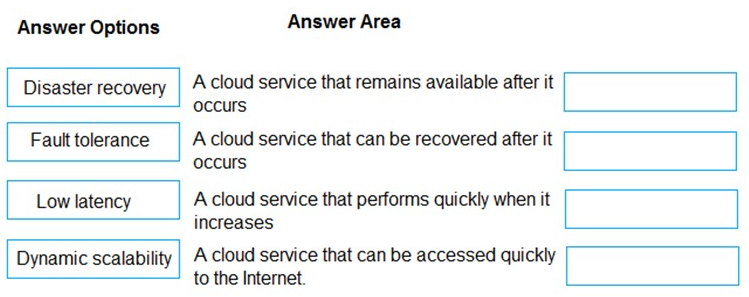 Answer Options
Answer Area
Disaster recovery
A cloud service that remains available after it
occurs
Fault tolerance
A cloud service that can be recovered after it
occurs
Low latency
A cloud service that performs quickly when it
increases
Dynamic scalability
A cloud service that can be accessed quickly
to the Internet.